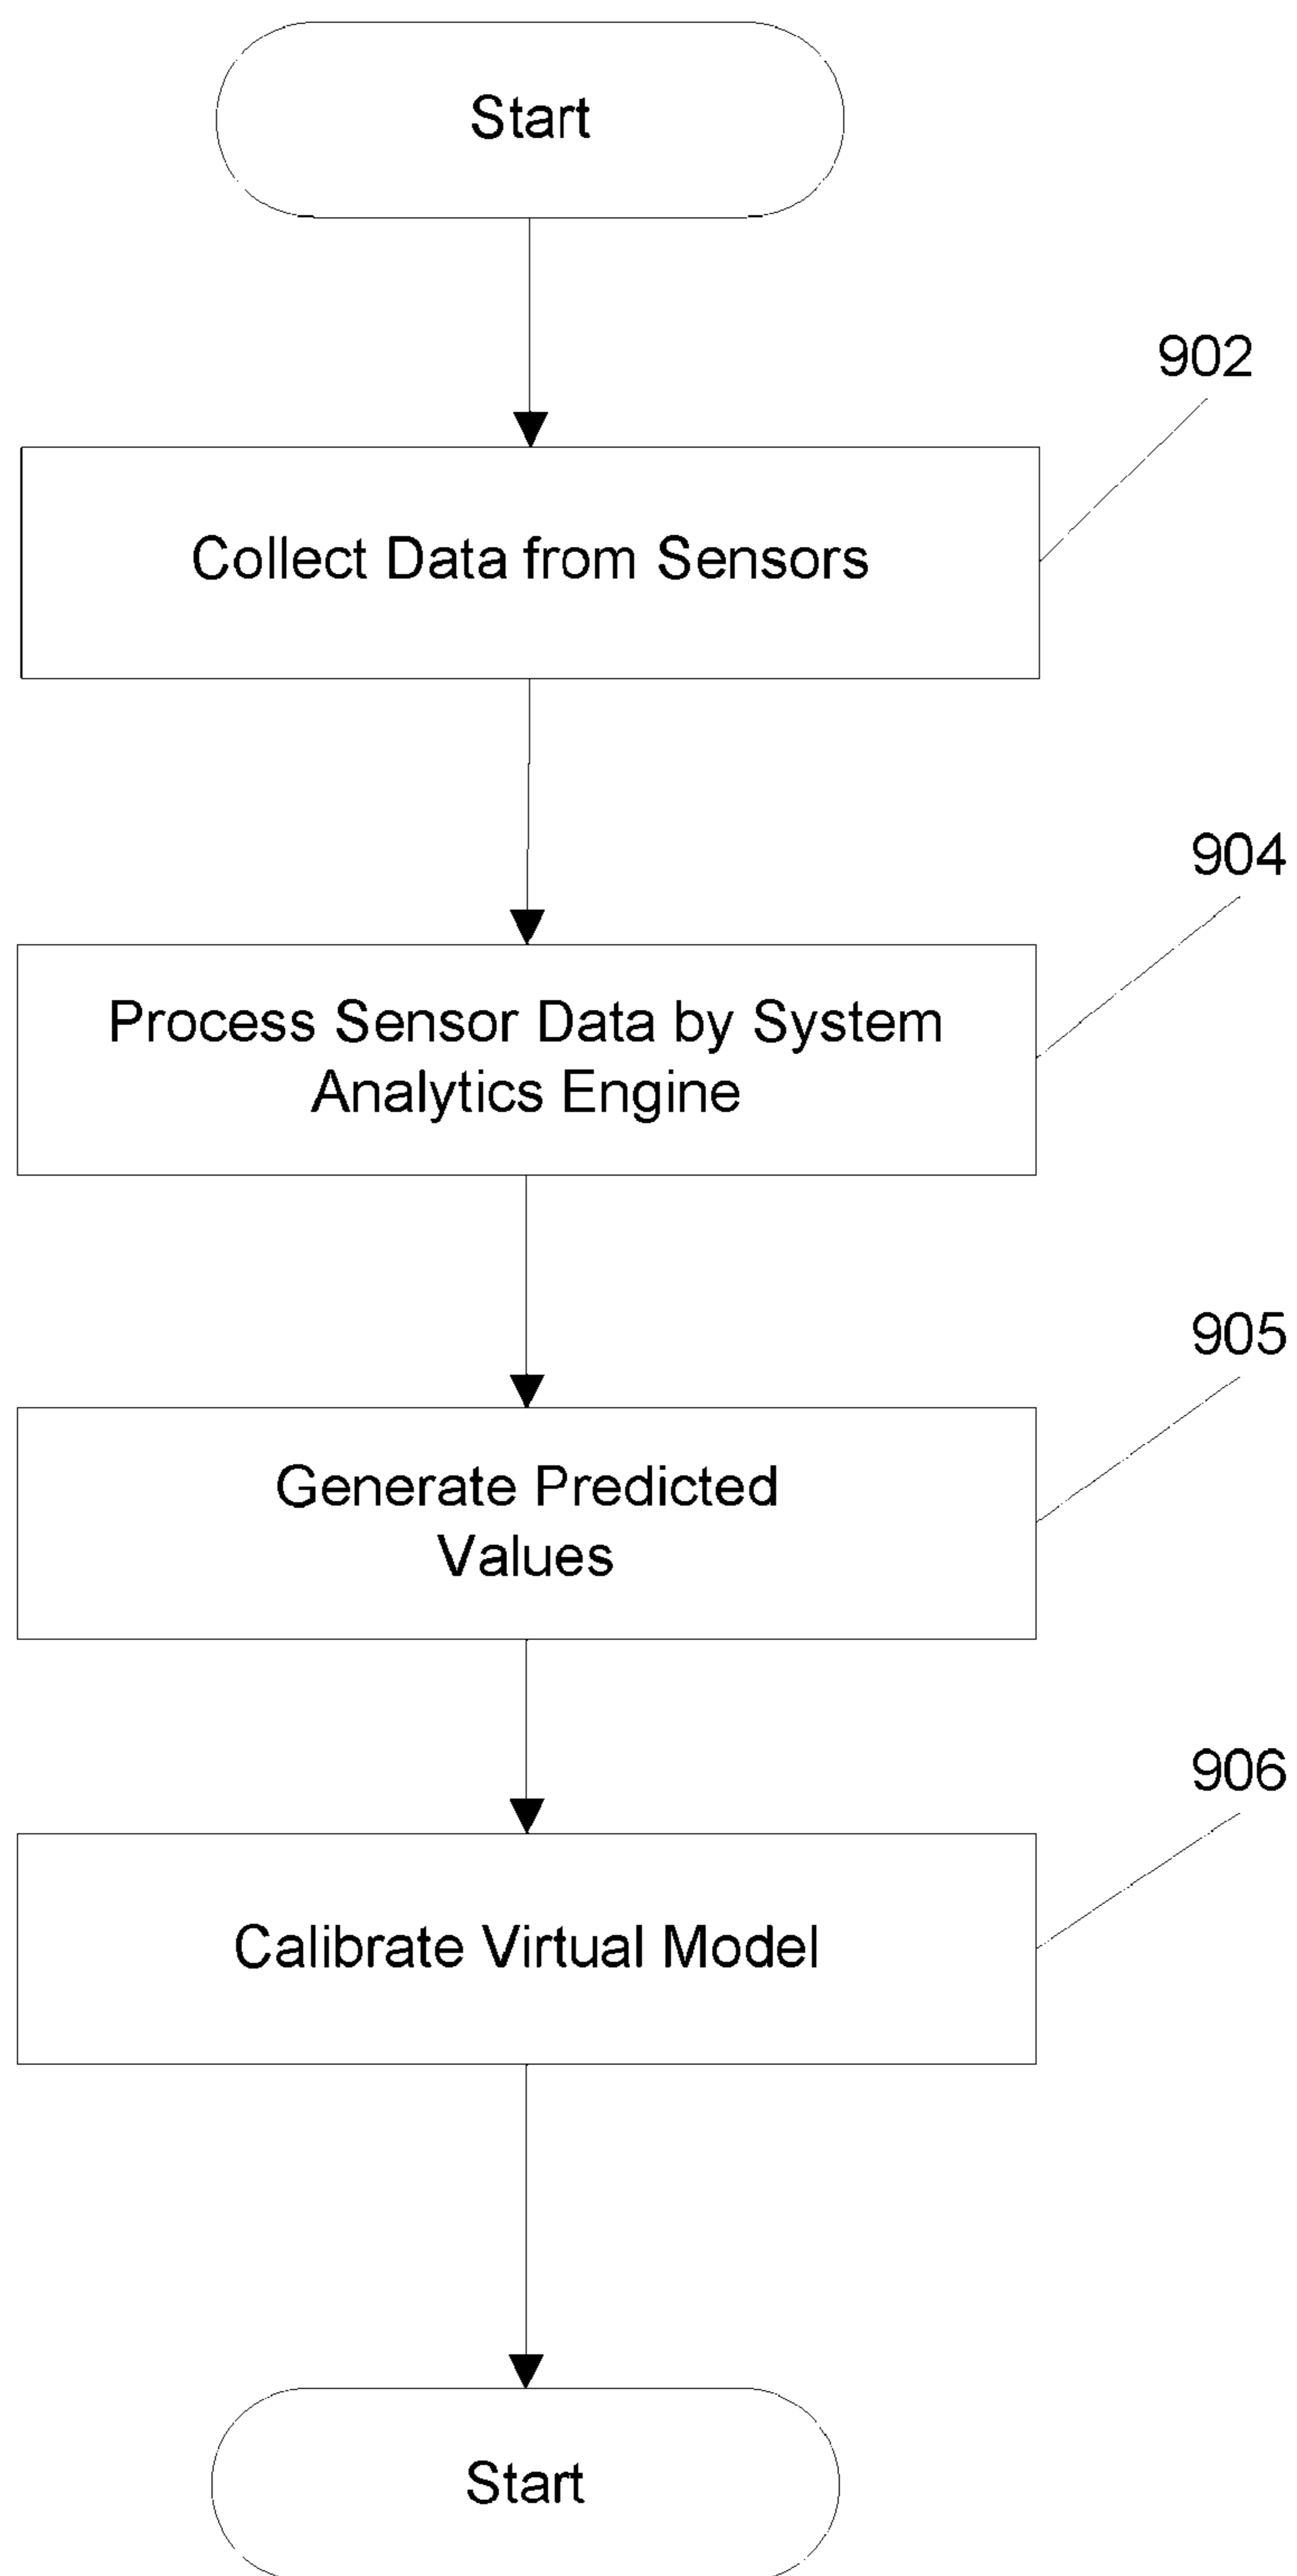 Start
902
Collect Data from Sensors
904
Process Sensor Data by System
Analytics Engine
905
Generate Predicted
Values
906
Calibrate Virtual Model
Start